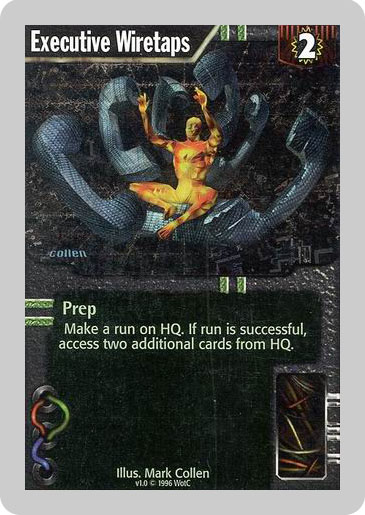 Executive Wiretaps
2
collen
Prep
Make a run on HQ. If run is successful,
access two additional cards from HQ.
Illus. Mark Collen
v1.0 © 1996 WotC